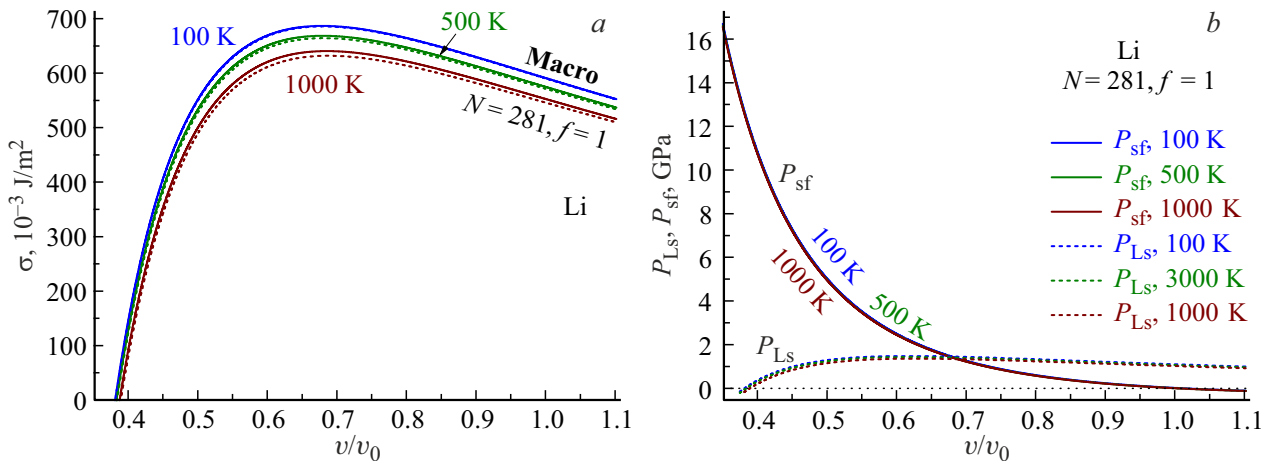 a
700
600
500
400
300
200
100
0
σ, 10⁻³ J/m²
100 K
500 K
1000 K
Macro
N = 281, f = 1
Li
0.4 0.5 0.6 0.7 0.8 0.9 1.0 1.1
v/v₀
b
16
14
12
10
8
6
4
2
0
P_Ls, P_sf, GPa
Li
N = 281, f = 1
P_sf, 100 K
P_sf, 500 K
P_sf, 1000 K
P_Ls, 100 K
P_Ls, 3000 K
P_Ls, 1000 K
P_sf
100 K
1000 K
500 K
P_Ls
0.4 0.5 0.6 0.7 0.8 0.9 1.0 1.1
v/v₀